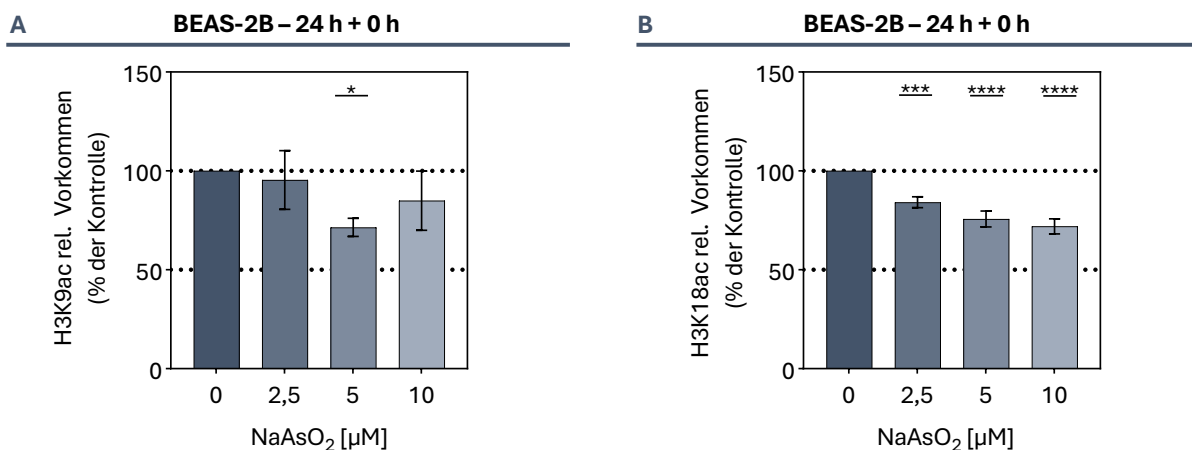 A
BEAS-2B – 24 h + 0 h
H3K9ac rel. Vorkommen
(% der Kontrolle)
150
100
50
0
*
0 2,5 5 10
NaAsO₂ [µM]
B
BEAS-2B – 24 h + 0 h
H3K18ac rel. Vorkommen
(% der Kontrolle)
150
100
50
0
*** **** ****
0 2,5 5 10
NaAsO₂ [µM]